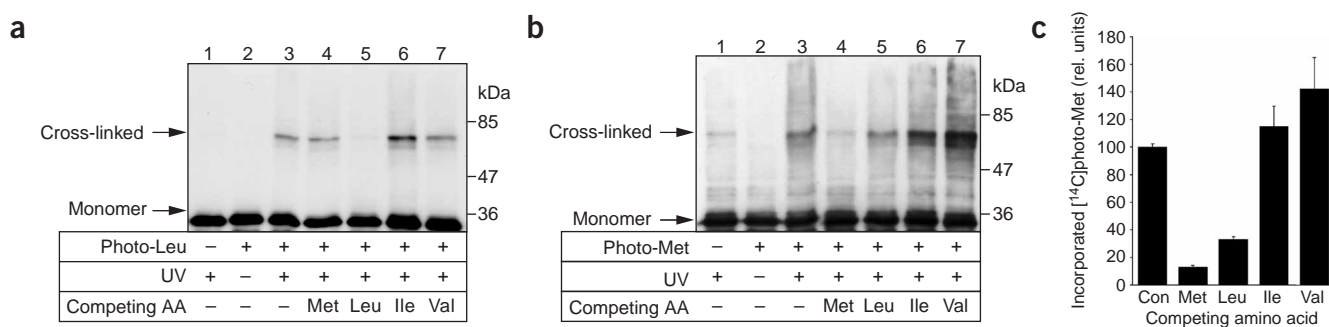 a
1 2 3 4 5 6 7
kDa
Cross-linked
85
47
Monomer
36
Photo-Leu – + + + + + +
UV + – + + + + +
Competing AA – – – Met Leu Ile Val
b
1 2 3 4 5 6 7
kDa
Cross-linked
85
47
Monomer
36
Photo-Met – + + + + + +
UV + – + + + + +
Competing AA – – – Met Leu Ile Val
c
Incorporated [¹⁴C]photo-Met (rel. units)
180
160
140
120
100
80
60
40
20
0
Con Met Leu Ile Val
Competing amino acid